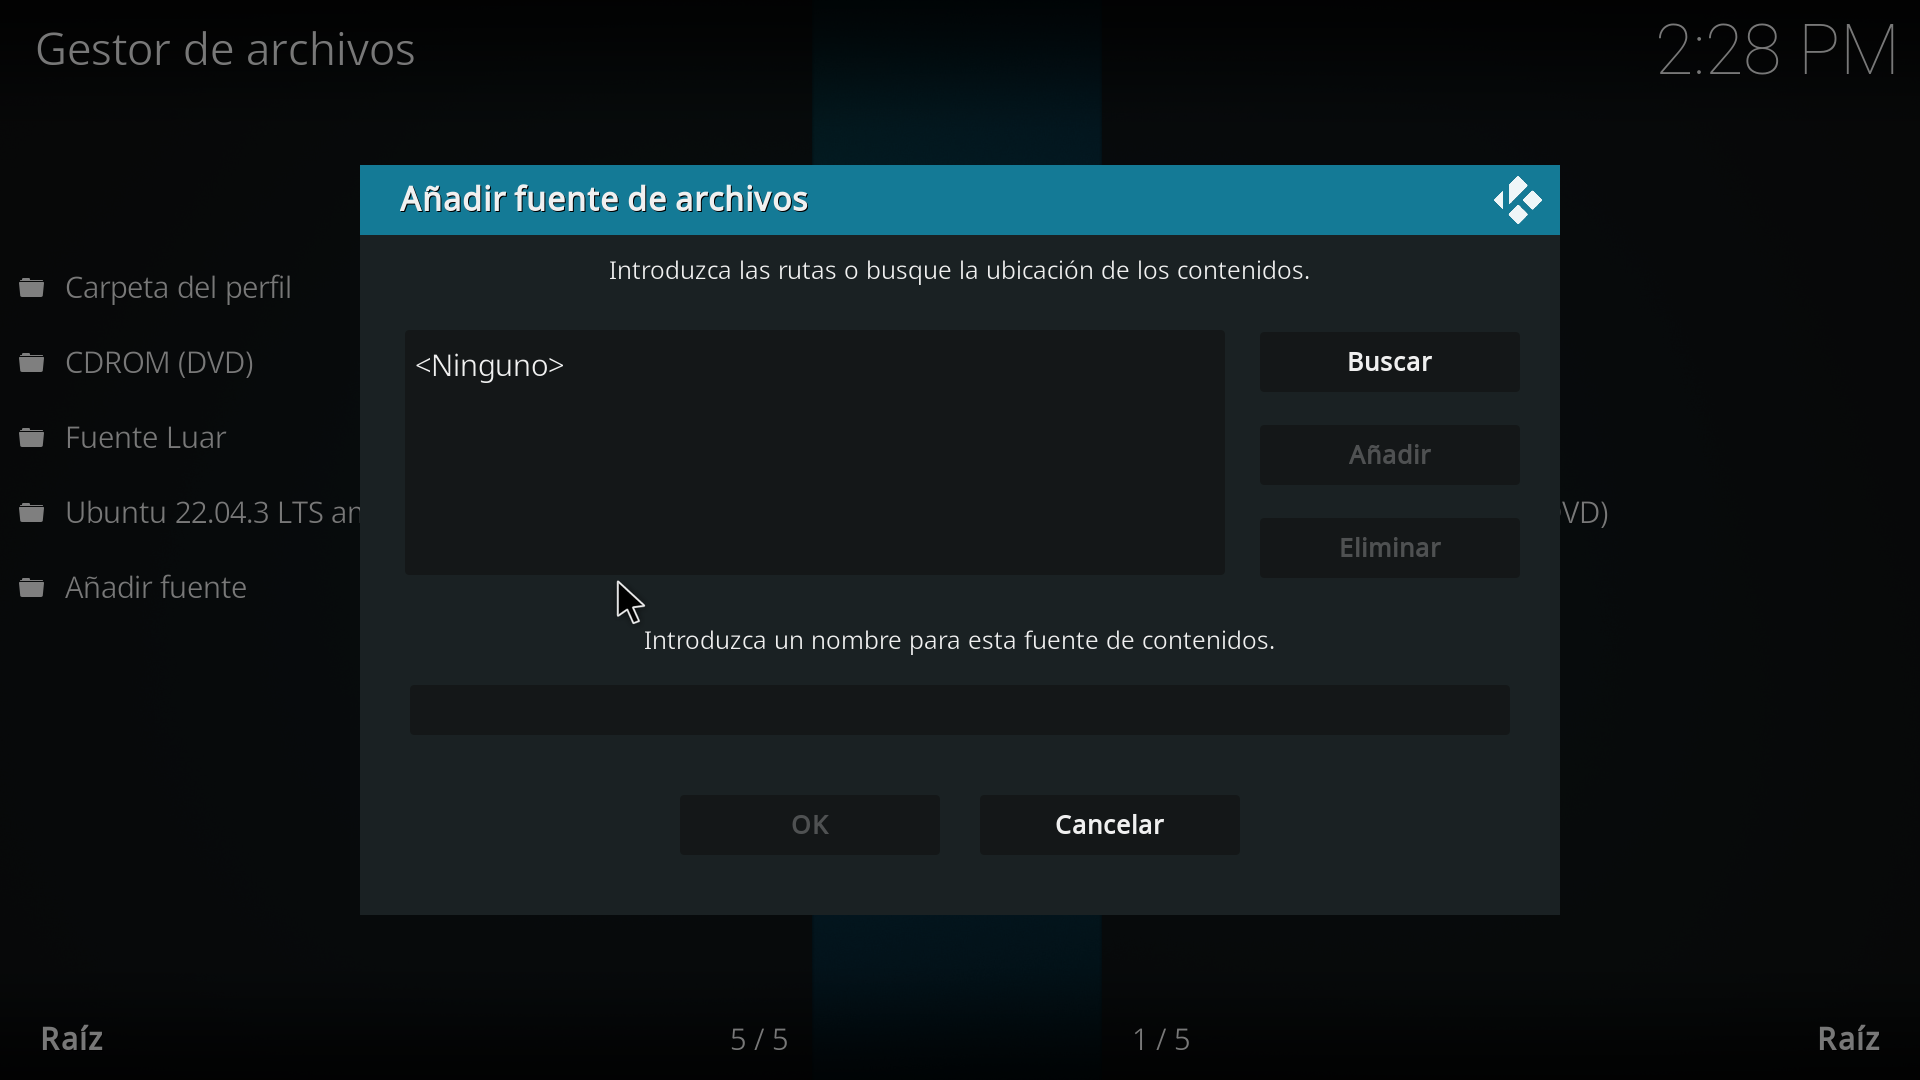 Gestor de archivos
2:28 PM
Añadir fuente de archivos
Introduzca las rutas o busque la ubicación de los contenidos.
Carpeta del perfil
CDROM (DVD)
Fuente Luar
Ubuntu 22.04.3 LTS
VD)
Añadir fuente
<Ninguno>
Buscar
Añadir
Eliminar
Introduzca un nombre para esta fuente de contenidos.
OK
Cancelar
Raíz
5 / 5
1 / 5
Raíz